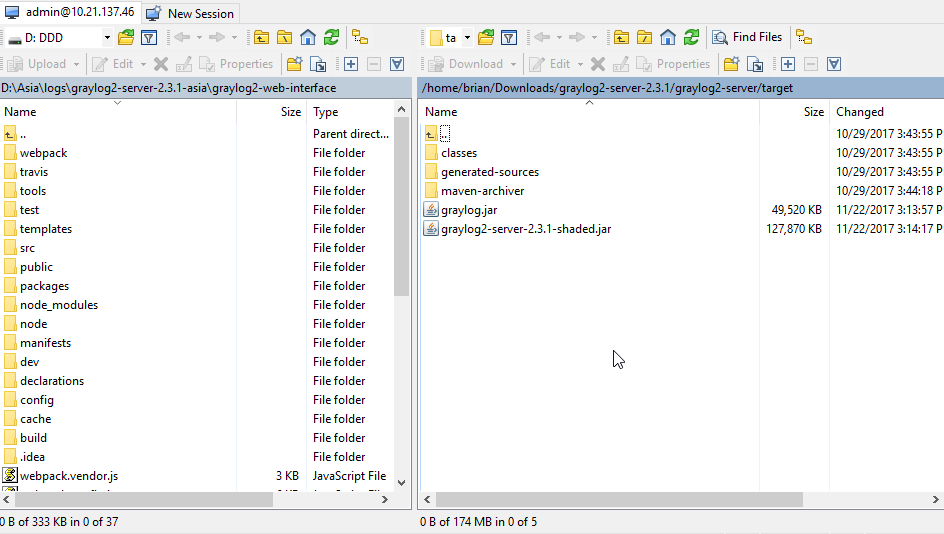 admin@10.21.137.46 New Session
D: DDD ta Find Files
Upload Edit Properties Download Edit Properties
D:\Asia\logs\graylog2-server-2.3.1-asia\graylog2-web-interface /home/brian/Downloads/graylog2-server-2.3.1/graylog2-server/target
Name Size Type Name Size Changed
.. Parent direct... .. 10/29/2017 3:43:55 P
webpack File folder classes 10/29/2017 3:43:55 P
travis File folder generated-sources 10/29/2017 3:43:55 P
tools File folder maven-archiver 10/29/2017 3:44:18 P
test File folder graylog.jar 49,520 KB 11/22/2017 3:13:57 P
templates File folder graylog2-server-2.3.1-shaded.jar 127,870 KB 11/22/2017 3:14:17 P
src File folder
public File folder
packages File folder
node_modules File folder
node File folder
manifests File folder
dev File folder
declarations File folder
config File folder
cache File folder
build File folder
.idea File folder
webpack.vendor.js 3 KB JavaScript File
0 B of 333 KB in 0 of 37 0 B of 174 MB in 0 of 5